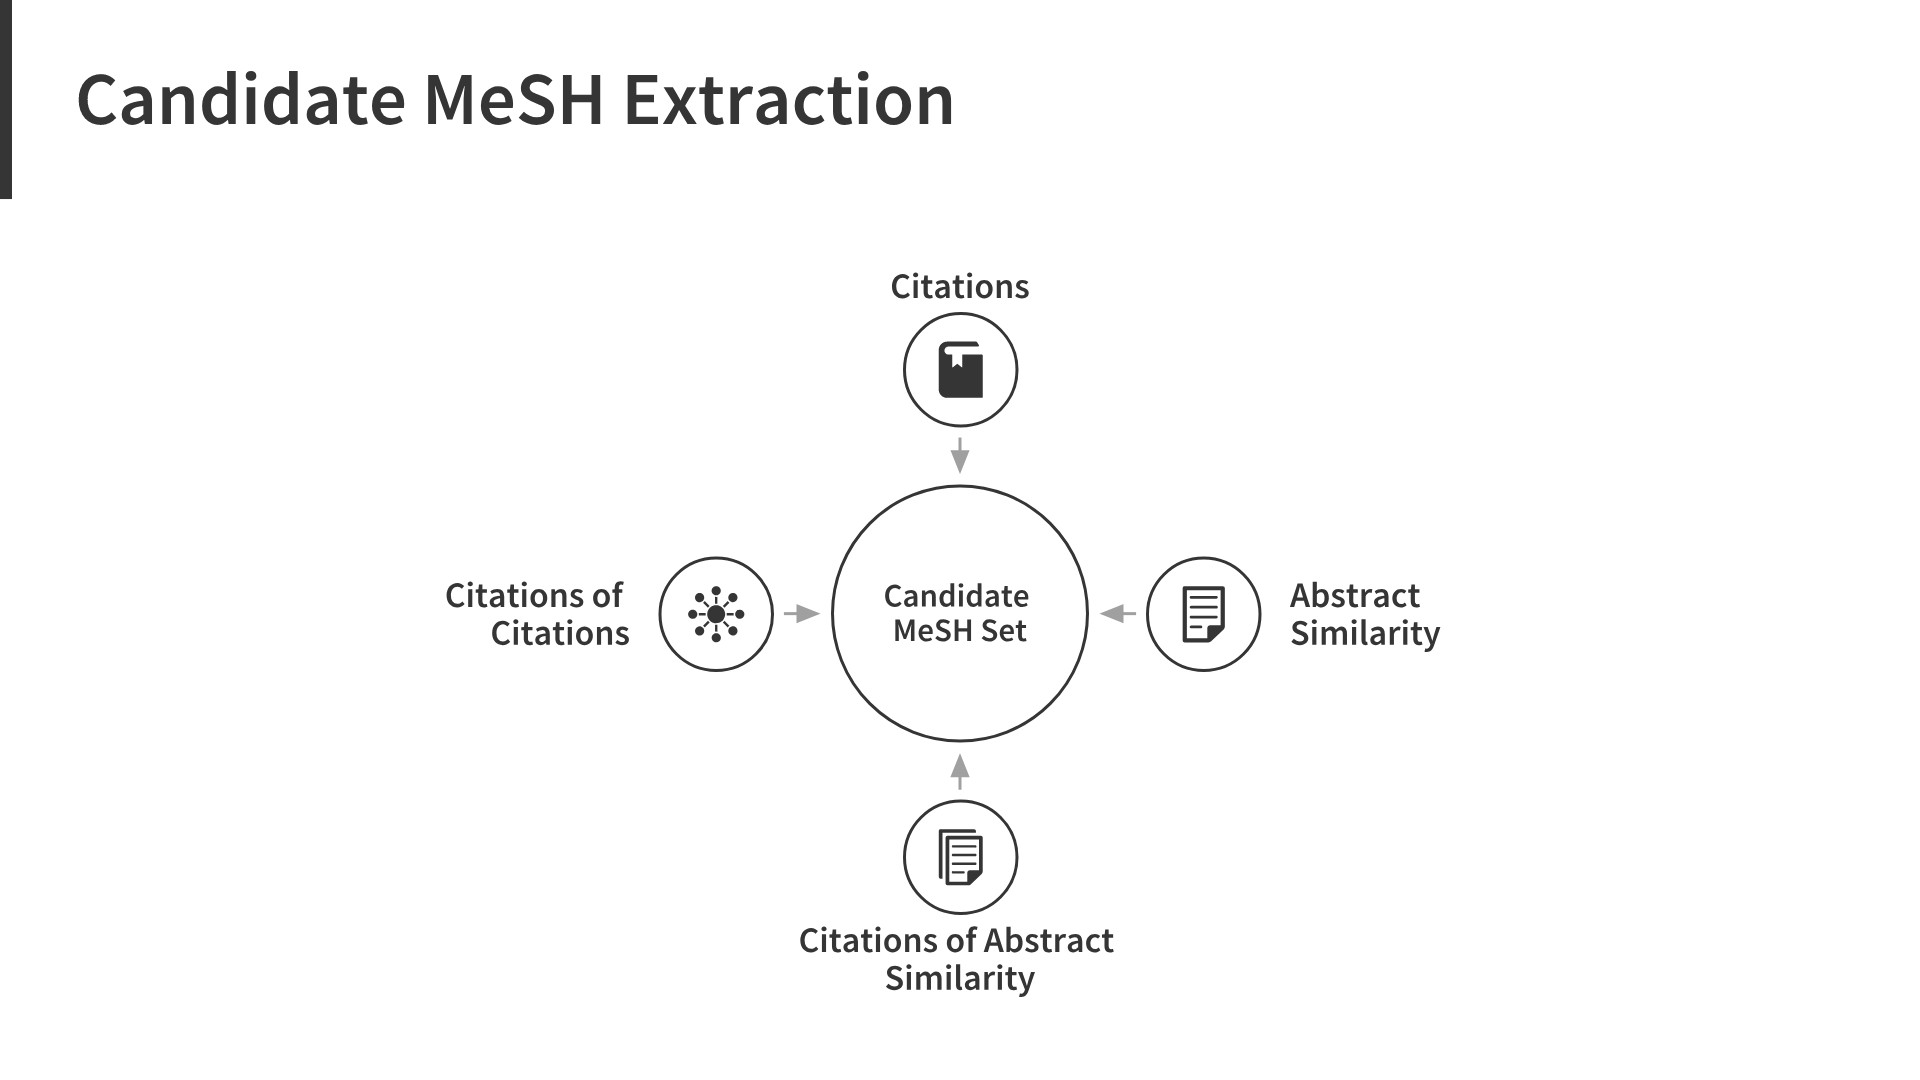 Candidate MeSH Extraction
Citations
Citations of
Citations
Candidate
MeSH Set
Abstract
Similarity
Citations of Abstract
Similarity